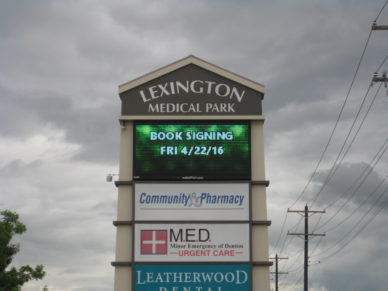 LEXINGTON
MEDICAL PARK
BOOK SIGNING
FRI 4/22/16
Community Pharmacy
MED
Minor Emergency of Denton
URGENT CARE
LEATHERWOOD
DENTAL